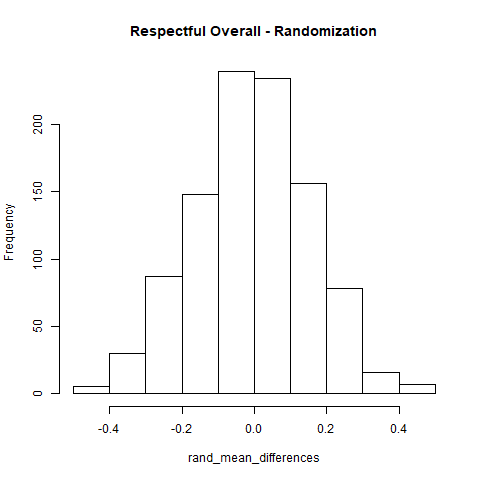 Respectful Overall - Randomization
Frequency
200
150
100
50
0
-0.4 -0.2 0.0 0.2 0.4
rand_mean_differences